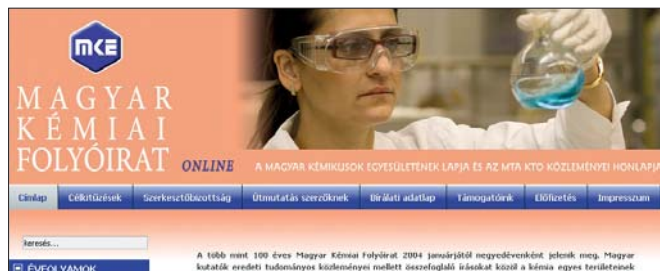 MKE
MAGYAR
KÉMIAI
FOLYÓIRAT ONLINE
A MAGYAR KÉMIKUSOK EGYESÜLETÉNEK LAPJA ÉS AZ MTA KTO KÖZLEMÉNYEI HONLAPJA
Címlap Célkitűzések Szerkesztőbizottság Útmutatás szerzőknek Bírálati adatlap Támogatóink Előfizetés Impresszum
keresés...
A több mint 100 éves Magyar Kémiai Folyóirat 2004 januárjától negyedévenként jelenik meg. Magyar
ÉVFOLYAMOK
kutatók eredeti tudományos közleményei mellett összefoglaló írásokat közöl a kémia egyes területeinek